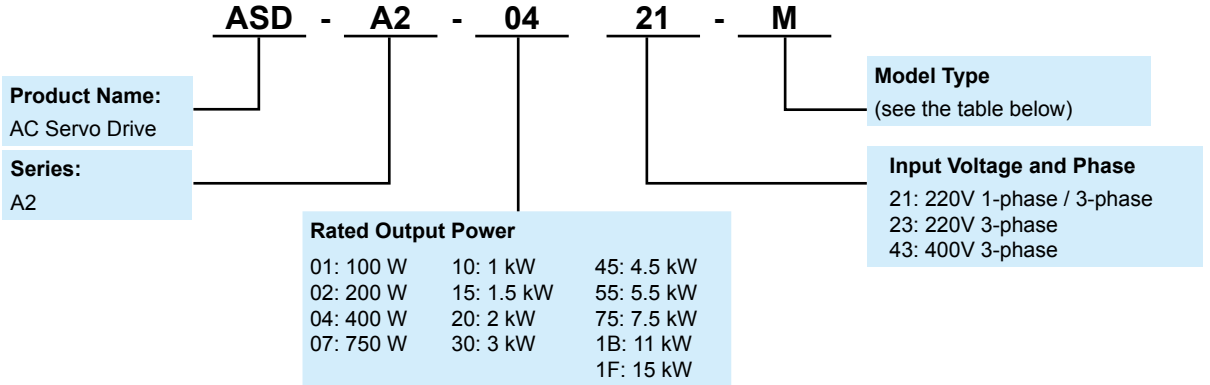 ASD - A2 - 04 21 - M
Product Name:
AC Servo Drive
Series:
A2
Rated Output Power
01: 100 W 10: 1 kW 45: 4.5 kW
02: 200 W 15: 1.5 kW 55: 5.5 kW
04: 400 W 20: 2 kW 75: 7.5 kW
07: 750 W 30: 3 kW 1B: 11 kW
1F: 15 kW
Model Type
(see the table below)
Input Voltage and Phase
21: 220V 1-phase / 3-phase
23: 220V 3-phase
43: 400V 3-phase